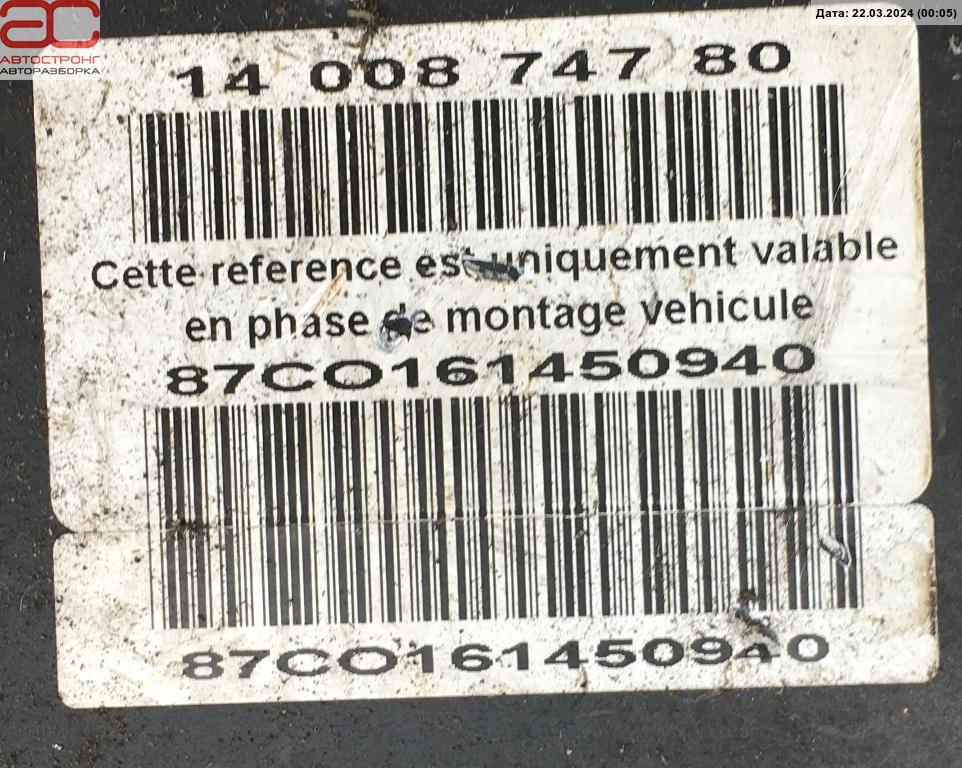 АС
АВТОСТРОНГ
АВТОРАЗБОРКА
Дата: 22.03.2024 (00:05)
14 008 747 80
Cette reference est uniquement valable
en phase de montage vehicule
87CO161450940
87CO161450940